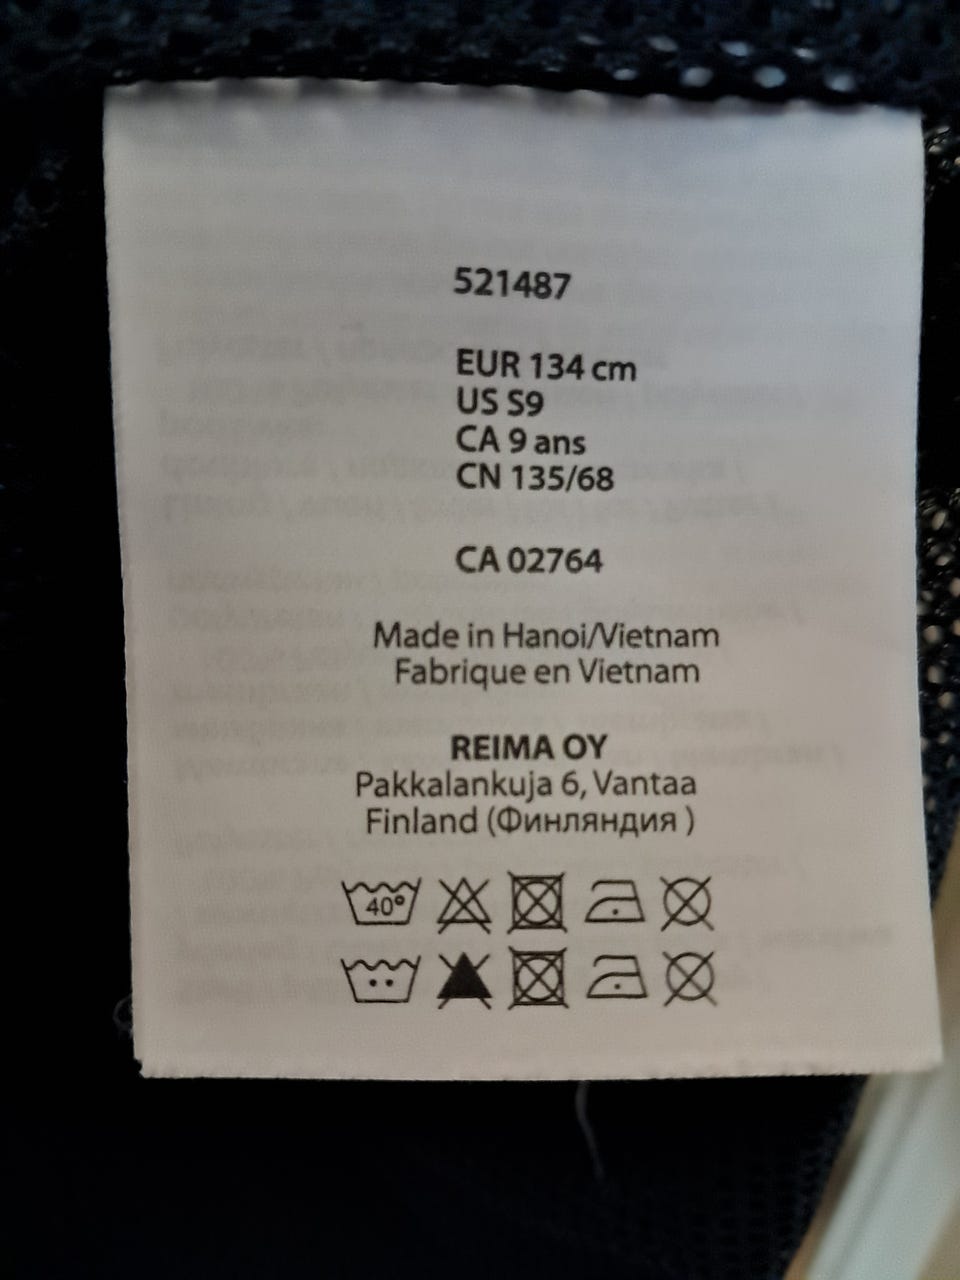 521487
EUR 134 cm
US S9
CA 9 ans
CN 135/68
CA 02764
Made in Hanoi/Vietnam
Fabrique en Vietnam
REIMA OY
Pakkalankuja 6, Vantaa
Finland (Финляндия )
40°